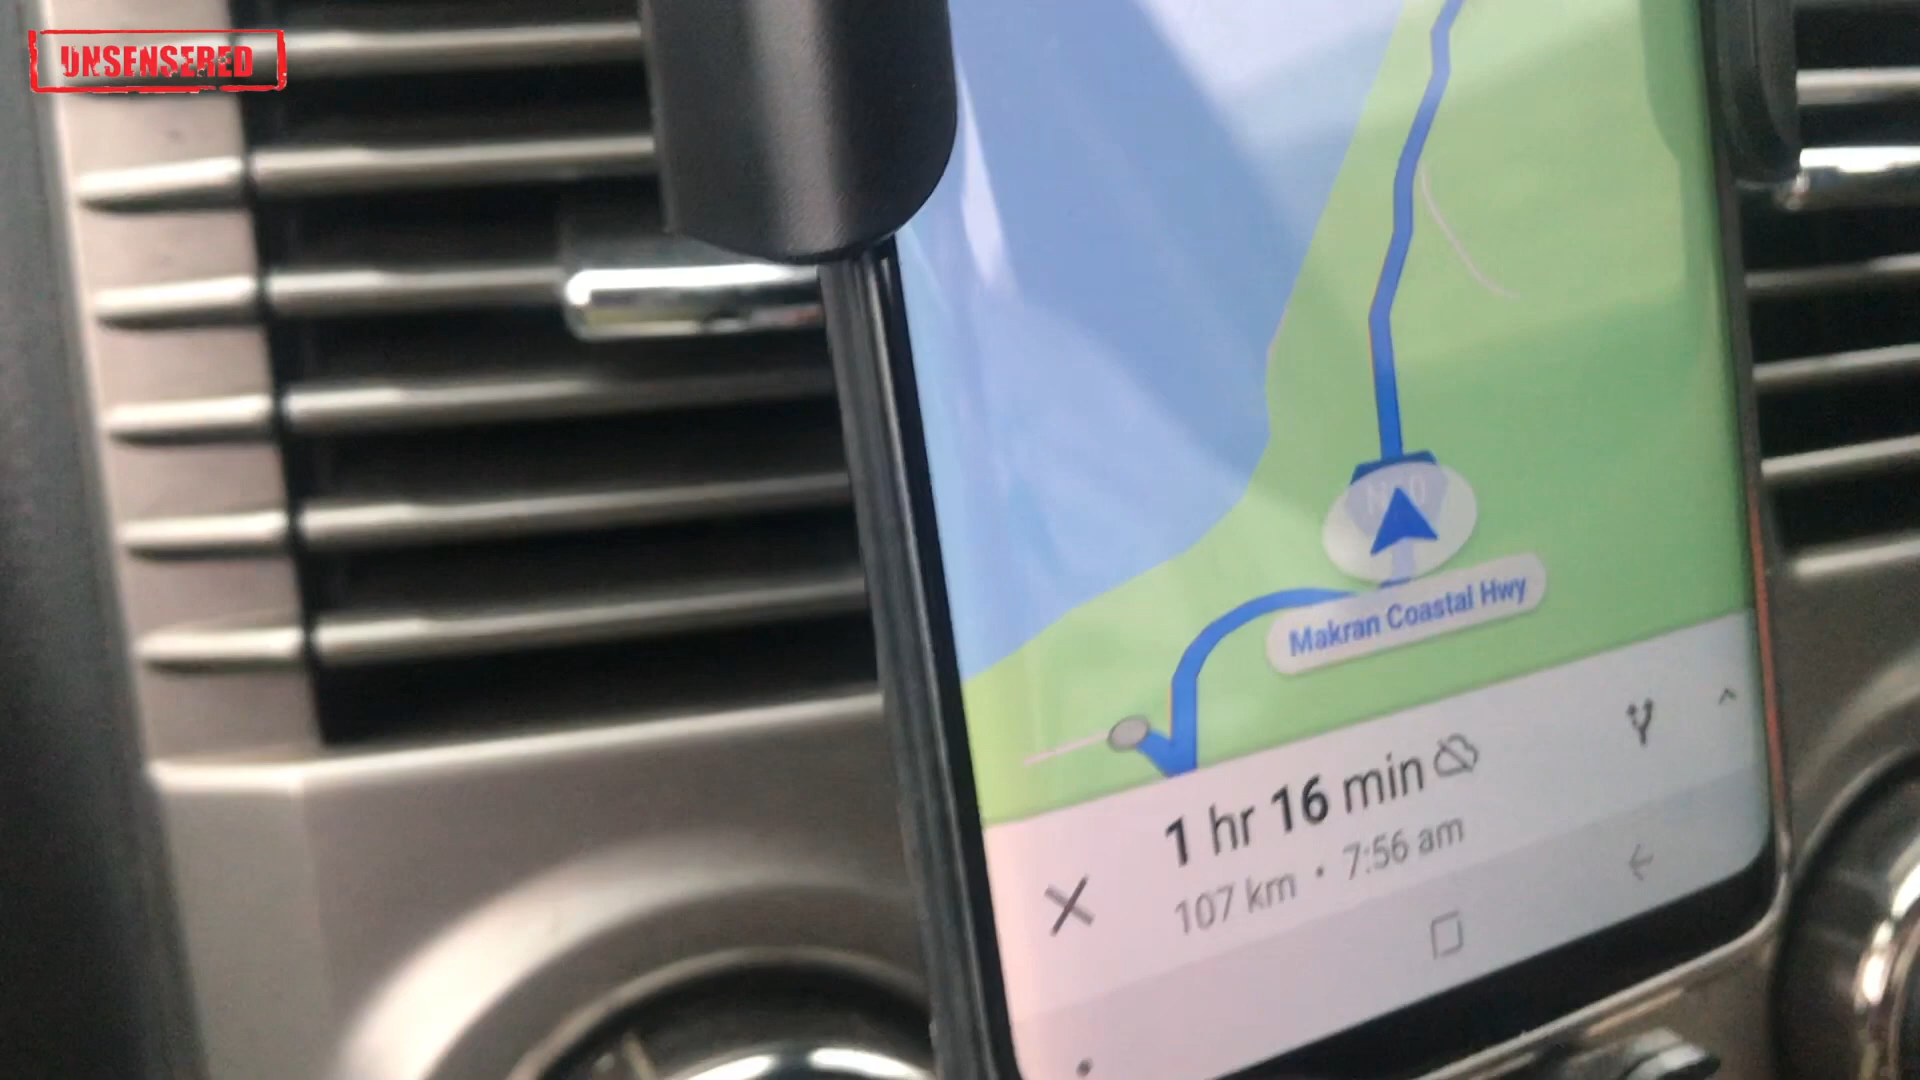 UNSENSERED
Makran Coastal Hwy
1 hr 16 min
107 km • 7:56 am